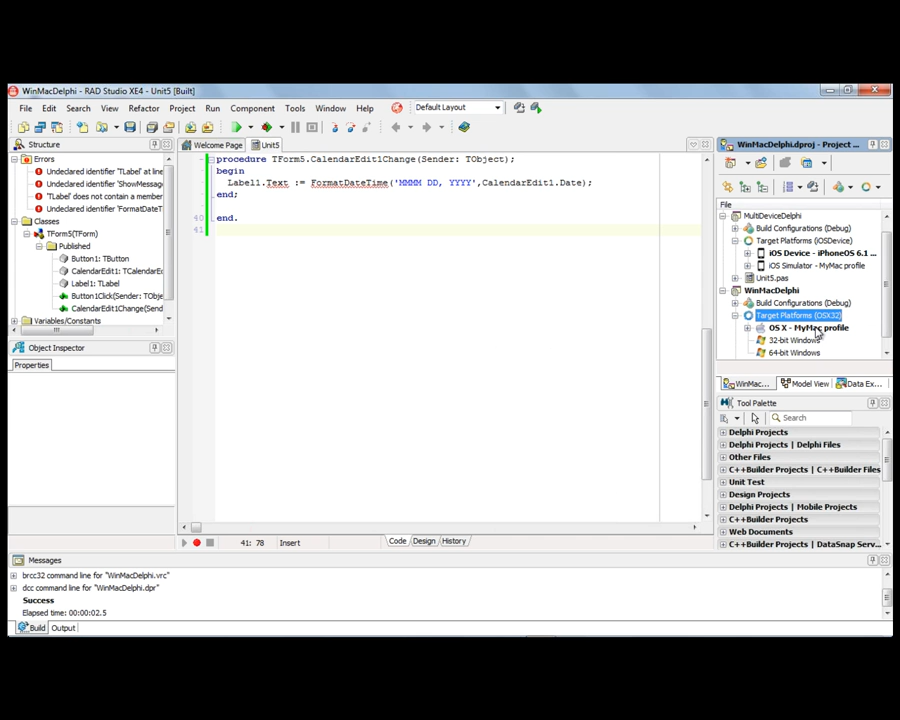 WinMacDelphi - RAD Studio XE4 - Unit5 [Built]
File Edit Search View Refactor Project Run Component Tools Window Help
Default Layout
Structure
Errors
Undeclared identifier 'TLabel' at line
Undeclared identifier 'ShowMessag
'TLabel' does not contain a member
Undeclared identifier 'FormatDateT
Classes
TForm5(TForm)
Published
Button1: TButton
CalendarEdit1: TCalendarE
Label1: TLabel
Button1Click(Sender: TObje
CalendarEdit1Change(Send
Variables/Constants
Object Inspector
Properties
Welcome Page Unit5
procedure TForm5.CalendarEdit1Change(Sender: TObject);
begin
Label1.Text := FormatDateTime('MMMM DD, YYYY',CalendarEdit1.Date);
end;
40 end.
41
41: 78 Insert
Code Design History
WinMacDelphi.dproj - Project ...
File
MultiDeviceDelphi
Build Configurations (Debug)
Target Platforms (iOSDevice)
iOS Device - iPhoneOS 6.1 ...
iOS Simulator - MyMac profile
Unit5.pas
WinMacDelphi
Build Configurations (Debug)
Target Platforms (OSX32)
OS X - MyMac profile
32-bit Windows
64-bit Windows
WinMac... Model View Data Ex...
Tool Palette
Search
Delphi Projects
Delphi Projects | Delphi Files
Other Files
C++Builder Projects | C++Builder Files
Unit Test
Design Projects
Delphi Projects | Mobile Projects
C++Builder Projects
Web Documents
C++Builder Projects | DataSnap Serv...
Messages
brcc32 command line for "WinMacDelphi.vrc"
dcc command line for "WinMacDelphi.dpr"
Success
Elapsed time: 00:00:02.5
Build Output